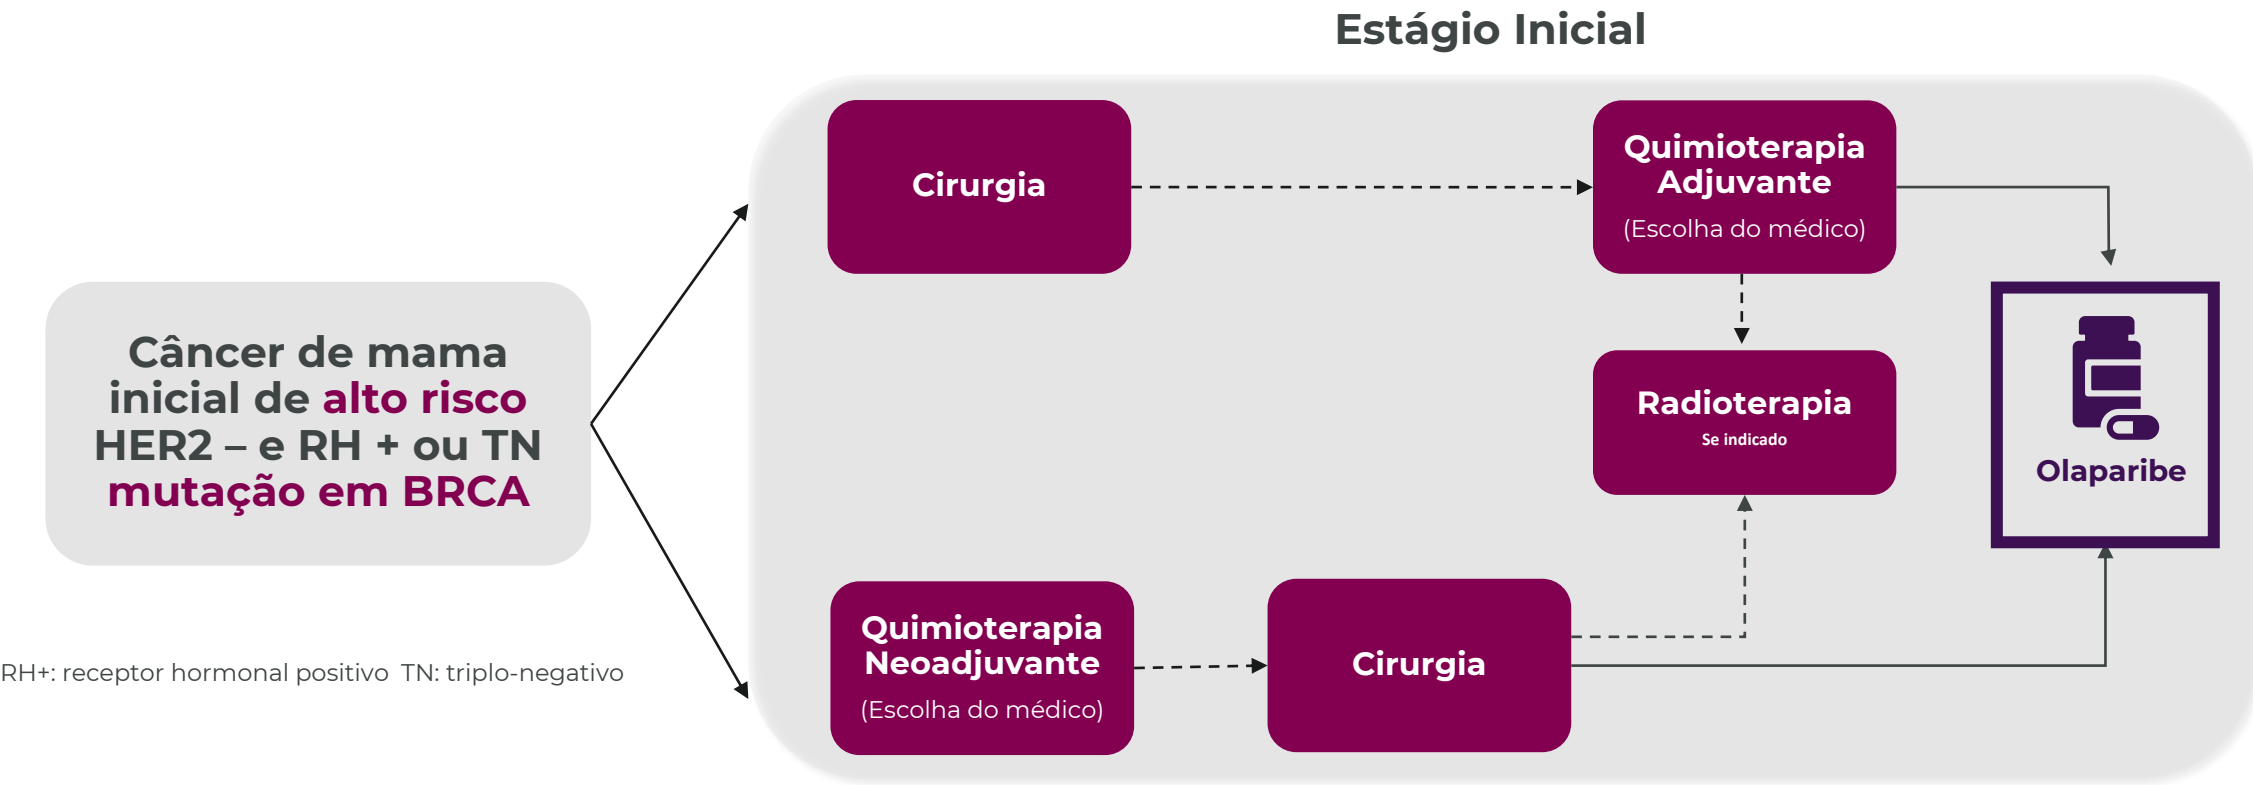 Estágio Inicial
Cirurgia
Quimioterapia
Adjuvante
(Escolha do médico)
Câncer de mama
inicial de alto risco
HER2 – e RH + ou TN
mutação em BRCA
Radioterapia
Se indicado
Olaparibe
Quimioterapia
Neoadjuvante
(Escolha do médico)
Cirurgia
RH+: receptor hormonal positivo TN: triplo-negativo